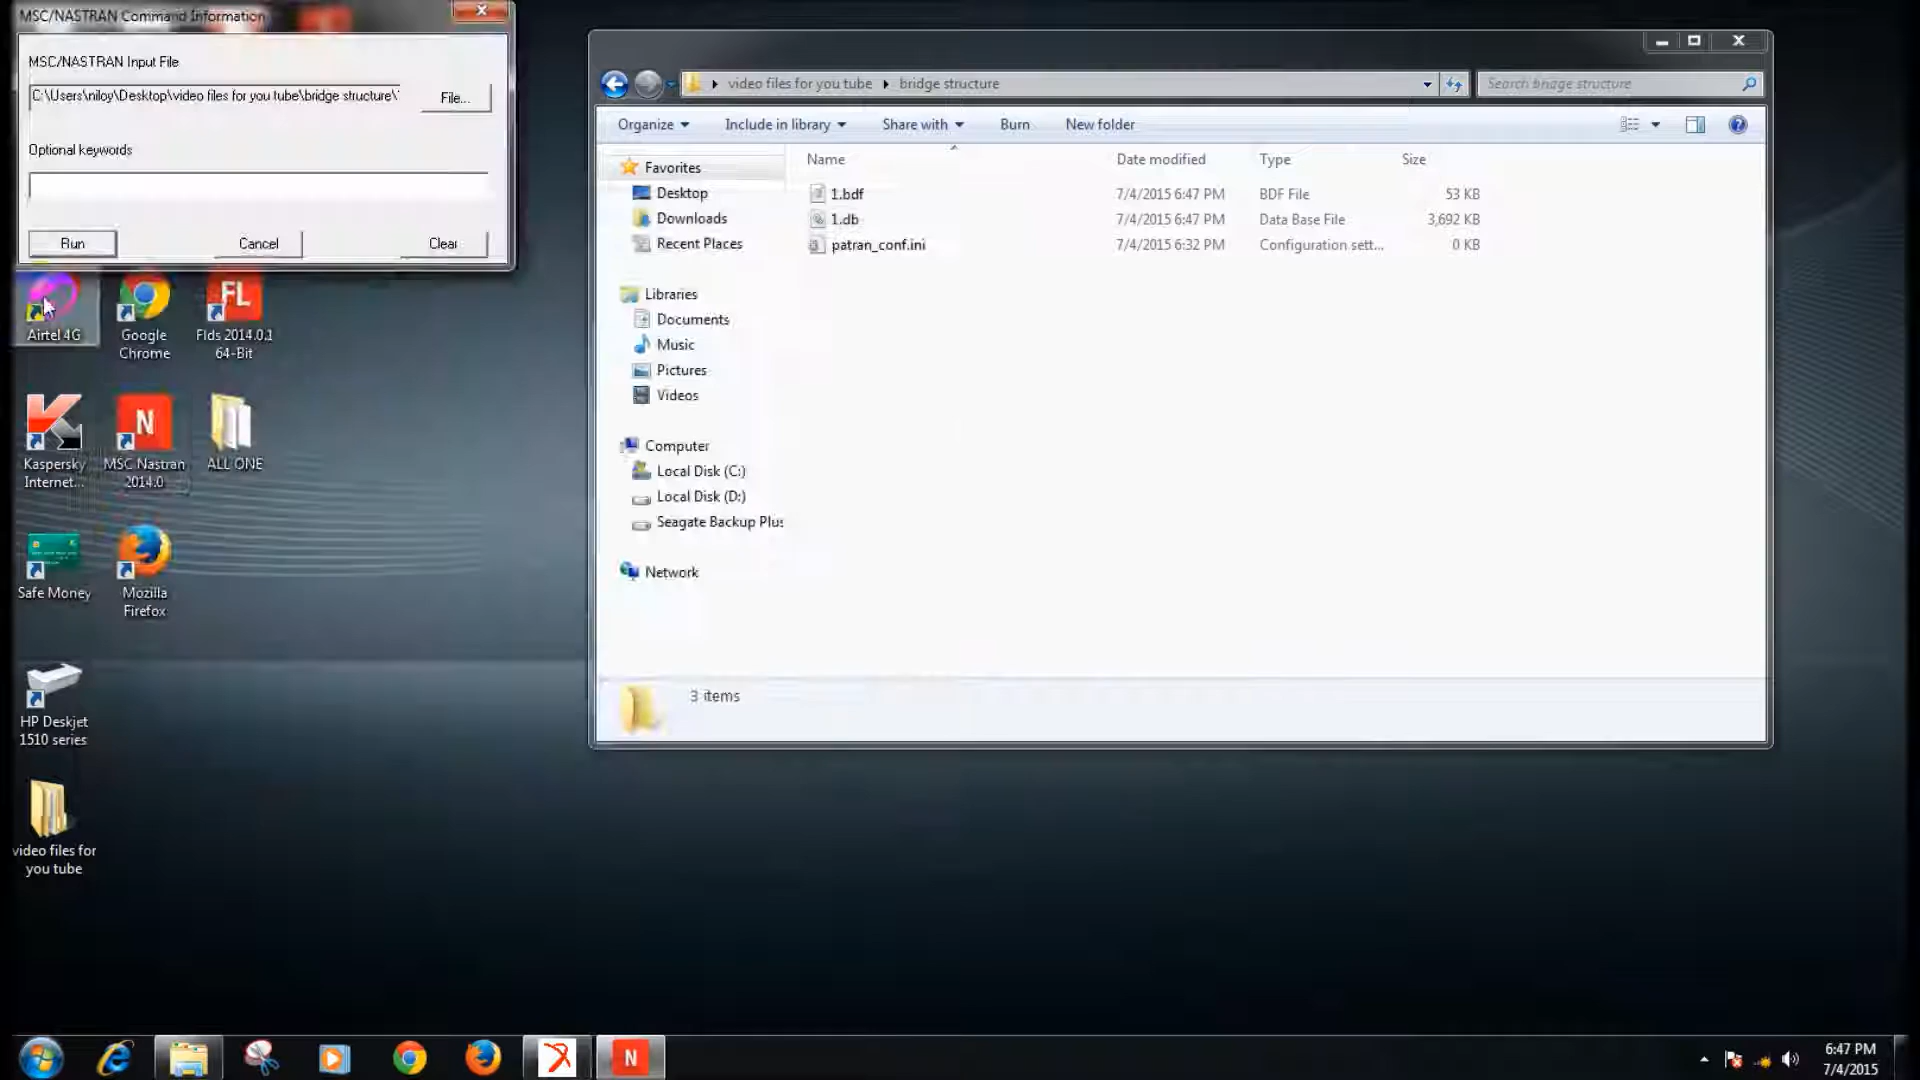 MSC/NASTRAN Command Information
MSC/NASTRAN Input File
C:\Users\niloy\Desktop\video files for you tube\bridge structure\
File...
Optional keywords
Run
Cancel
Clear
video files for you tube
bridge structure
Search bridge structure
Organize
Include in library
Share with
Burn
New folder
Favorites
Desktop
Downloads
Recent Places
Libraries
Documents
Music
Pictures
Videos
Computer
Local Disk (C:)
Local Disk (D:)
Seagate Backup Plus
Network
Name Date modified Type Size
1.bdf 7/4/2015 6:47 PM BDF File 53 KB
1.db 7/4/2015 6:47 PM Data Base File 3,692 KB
patran_conf.ini 7/4/2015 6:32 PM Configuration sett... 0 KB
3 items
Airtel 4G
Google
Chrome
FL
Flds 2014.0.1
64-Bit
Kaspersky
Internet...
N
MSC Nastran
2014.0
ALL ONE
Safe Money
Mozilla
Firefox
HP Deskjet
1510 series
video files for
you tube
N
6:47 PM
7/4/2015